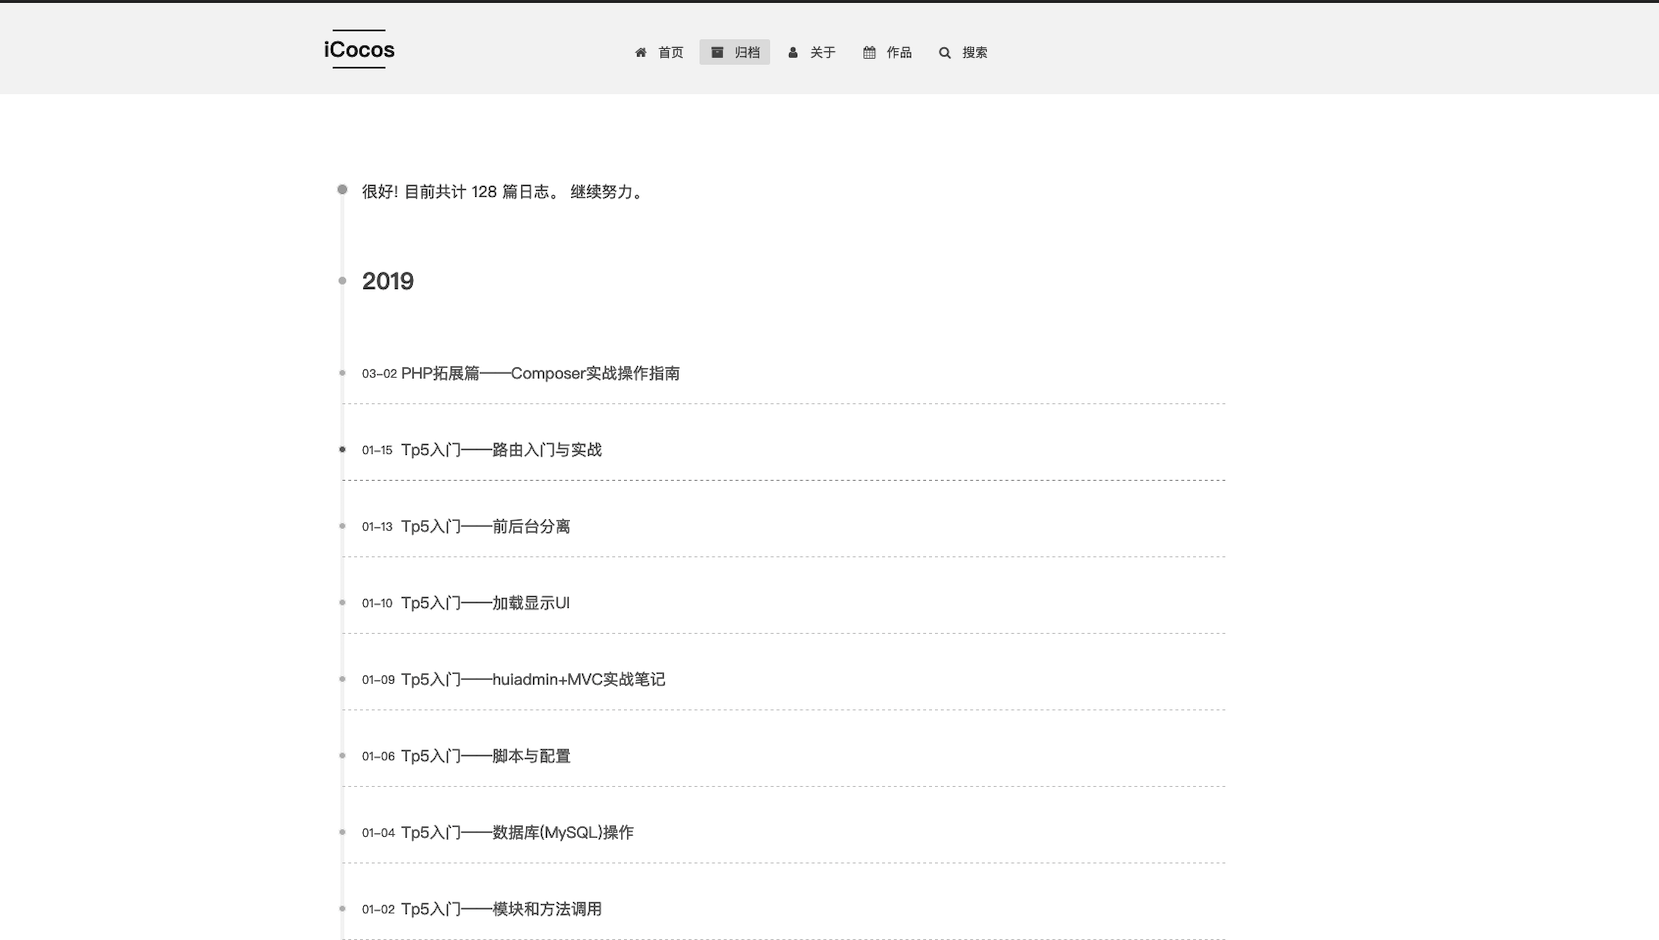 iCocos
首页 归档 关于 作品 搜索
很好! 目前共计 128 篇日志。 继续努力。
2019
03-02 PHP拓展篇——Composer实战操作指南
01-15 Tp5入门——路由入门与实战
01-13 Tp5入门——前后台分离
01-10 Tp5入门——加载显示UI
01-09 Tp5入门——huiadmin+MVC实战笔记
01-06 Tp5入门——脚本与配置
01-04 Tp5入门——数据库(MySQL)操作
01-02 Tp5入门——模块和方法调用